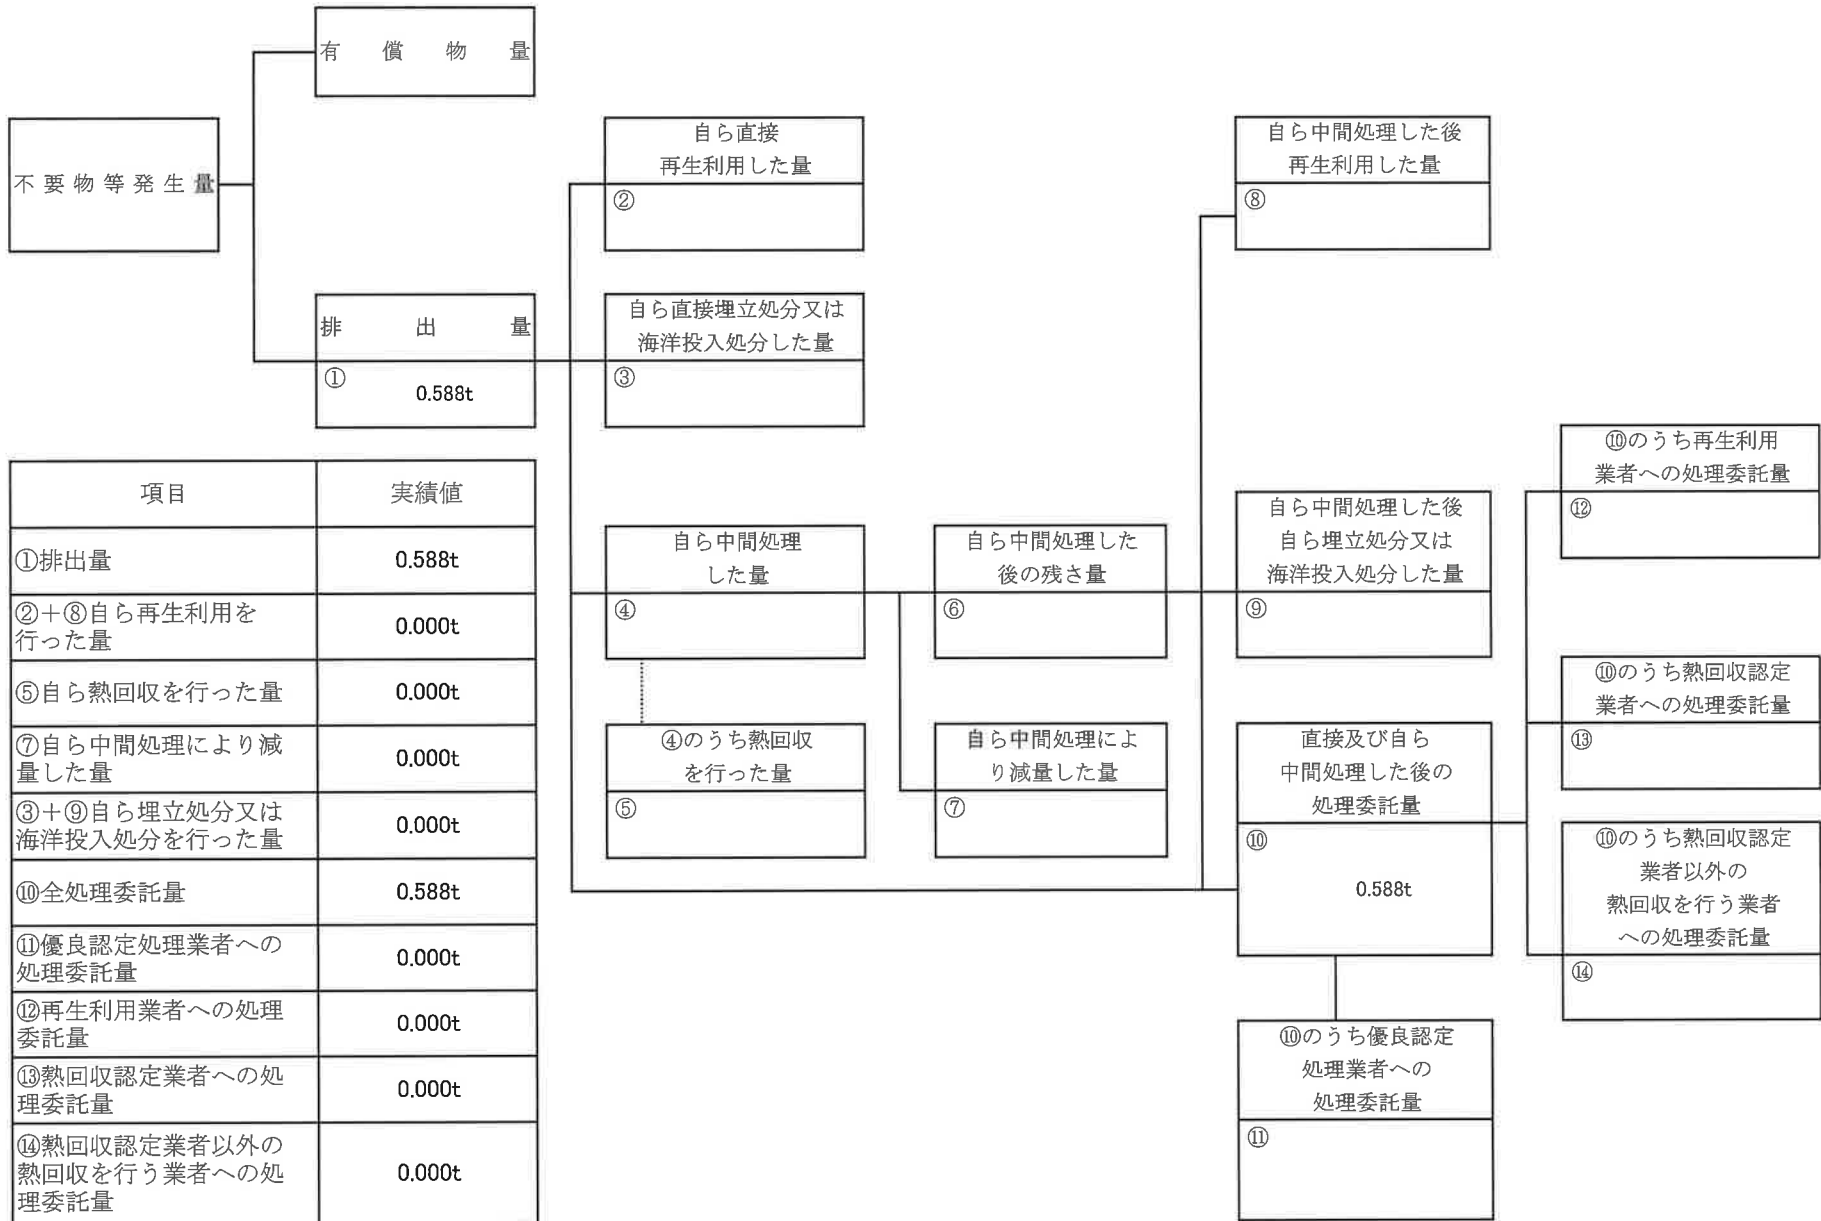 有償物量
不要物等発生量
排出量
①
0.588t
自ら直接
再生利用した量
②
自ら直接埋立処分又は
海洋投入処分した量
③
自ら中間処理
した量
④
④のうち熱回収
を行った量
⑤
自ら中間処理した
後の残さ量
⑥
自ら中間処理によ
り減量した量
⑦
自ら中間処理した後
再生利用した量
⑧
自ら中間処理した後
自ら埋立処分又は
海洋投入処分した量
⑨
直接及び自ら
中間処理した後の
処理委託量
⑩
0.588t
⑩のうち優良認定
処理業者への
処理委託量
⑪
⑩のうち再生利用
業者への処理委託量
⑫
⑩のうち熱回収認定
業者への処理委託量
⑬
⑩のうち熱回収認定
業者以外の
熱回収を行う業者
への処理委託量
⑭
項目 実績値
①排出量 0.588t
②+⑧自ら再生利用を
行った量 0.000t
⑤自ら熱回収を行った量 0.000t
⑦自ら中間処理により減
量した量 0.000t
③+⑨自ら埋立処分又は
海洋投入処分を行った量 0.000t
⑩全処理委託量 0.588t
⑪優良認定処理業者への
処理委託量 0.000t
⑫再生利用業者への処理
委託量 0.000t
⑬熱回収認定業者への処
理委託量 0.000t
⑭熱回収認定業者以外の
熱回収を行う業者への処
理委託量 0.000t